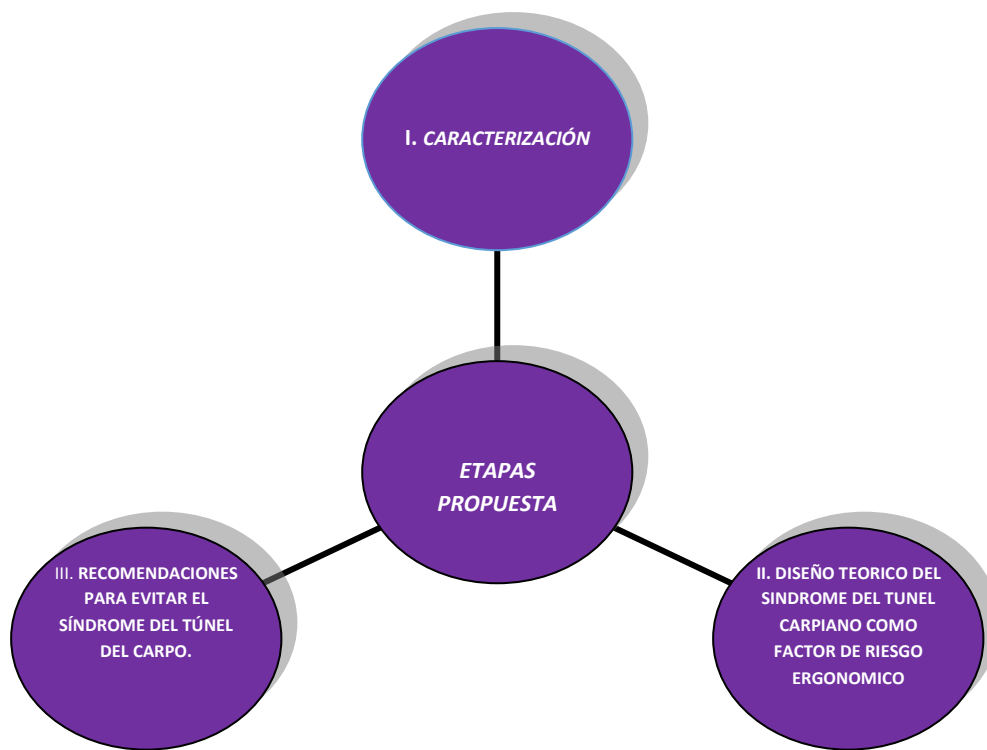 I. CARACTERIZACIÓN
ETAPAS
PROPUESTA
II. DISEÑO TEORICO DEL
SINDROME DEL TUNEL
CARPIANO COMO
FACTOR DE RIESGO
ERGONOMICO
III. RECOMENDACIONES
PARA EVITAR EL
SÍNDROME DEL TÚNEL
DEL CARPO.